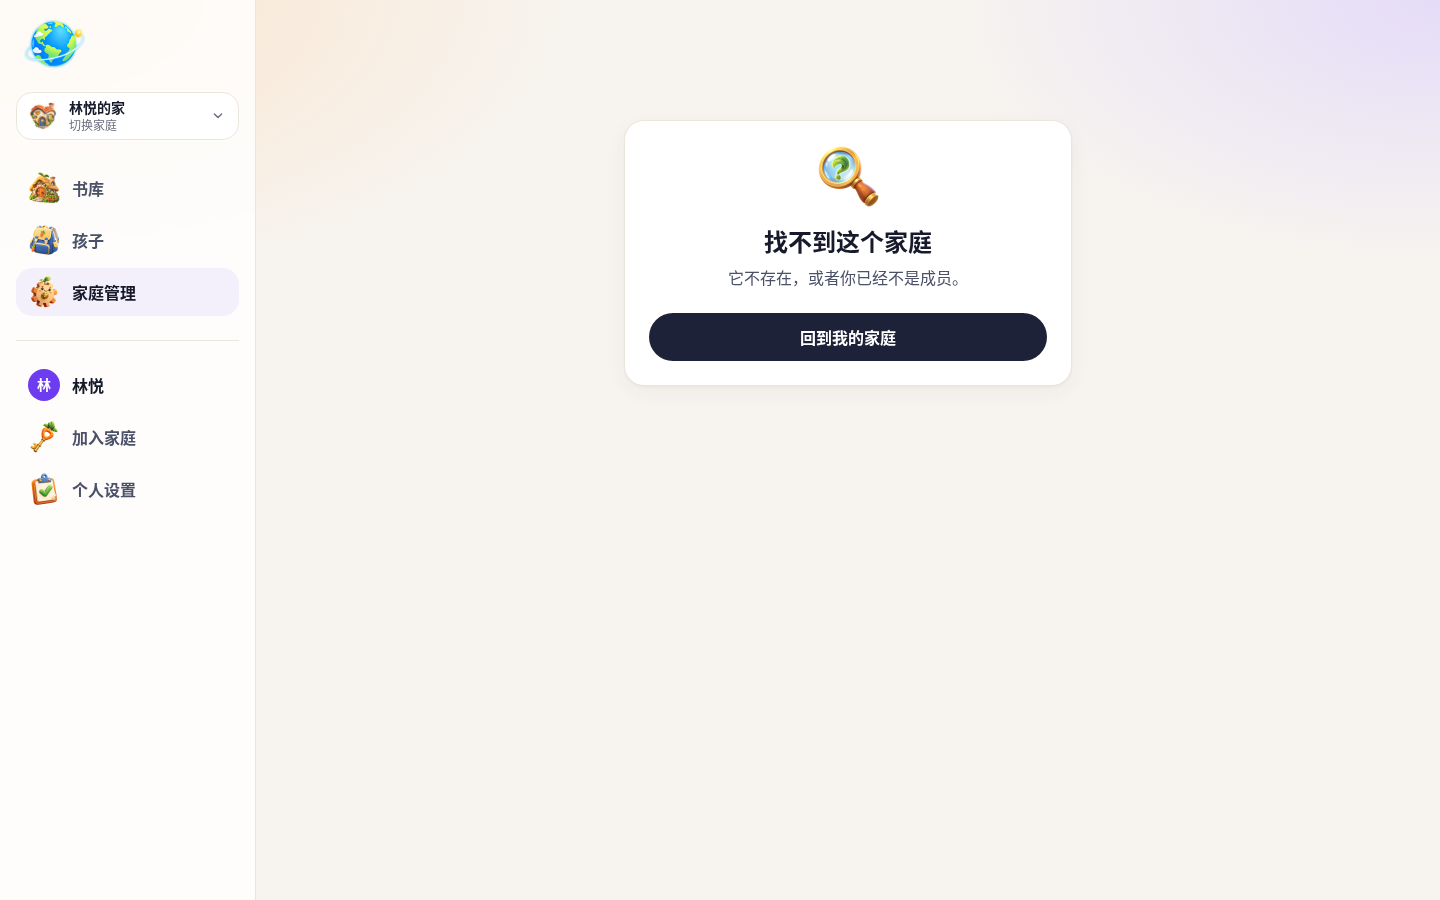 林悦的家
切换家庭
书库
孩子
家庭管理
林
林悦
加入家庭
个人设置
找不到这个家庭
它不存在，或者你已经不是成员。
回到我的家庭